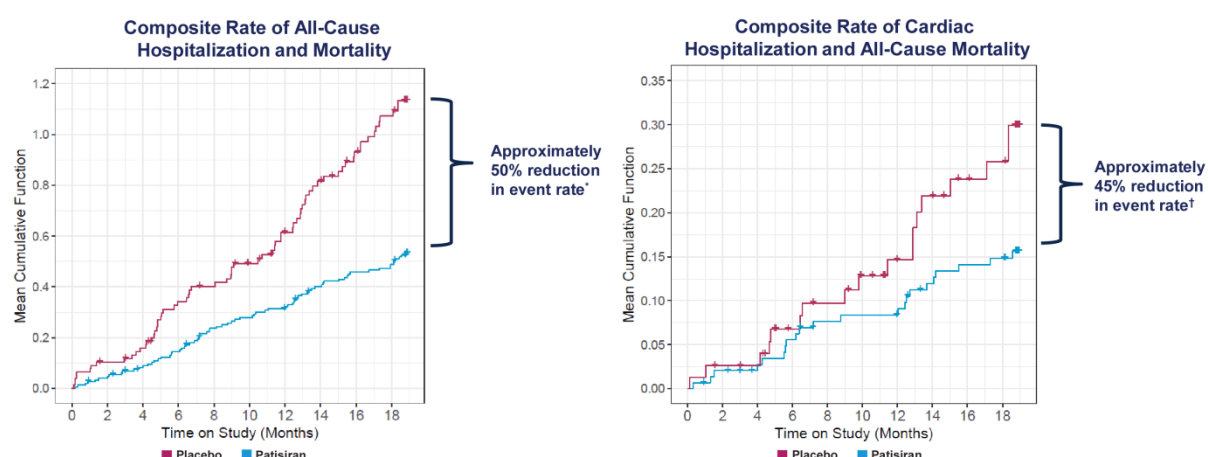 Composite Rate of All-Cause
Hospitalization and Mortality
Mean Cumulative Function
1.2
1.0
0.8
0.6
0.4
0.2
0.0
0 2 4 6 8 10 12 14 16 18
Time on Study (Months)
Placebo Patisiran
Approximately
50% reduction
in event rate*
Composite Rate of Cardiac
Hospitalization and All-Cause Mortality
Mean Cumulative Function
0.35
0.30
0.25
0.20
0.15
0.10
0.05
0.00
0 2 4 6 8 10 12 14 16 18
Time on Study (Months)
Placebo Patisiran
Approximately
45% reduction
in event rate†